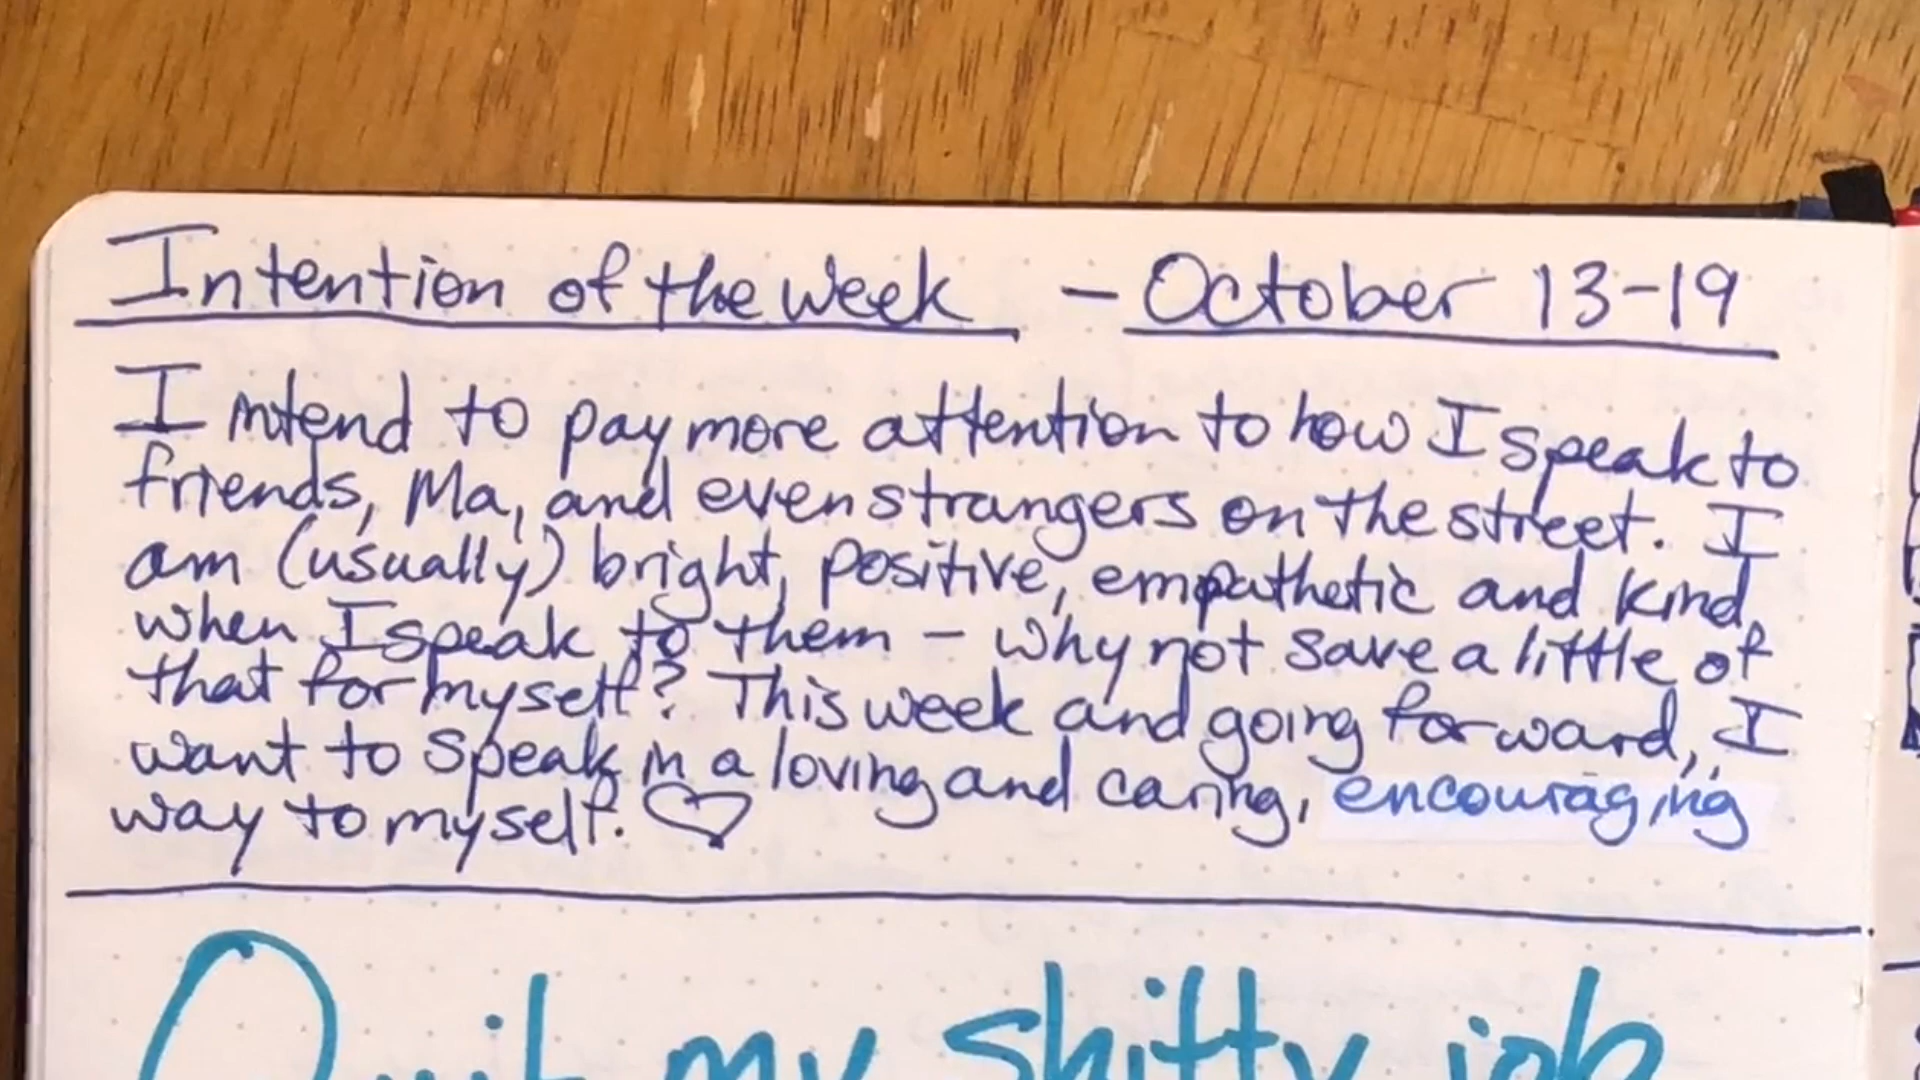 Intention of the week - October 13-19
I intend to pay more attention to how I speak to
friends, Ma, and even strangers on the street. I
am (usually) bright, positive, empathetic and kind
when I speak to them - why not save a little of
that for myself? This week and going forward, I
want to speak in a loving and caring, encouraging
way to myself. ♡
Quit my shitty job